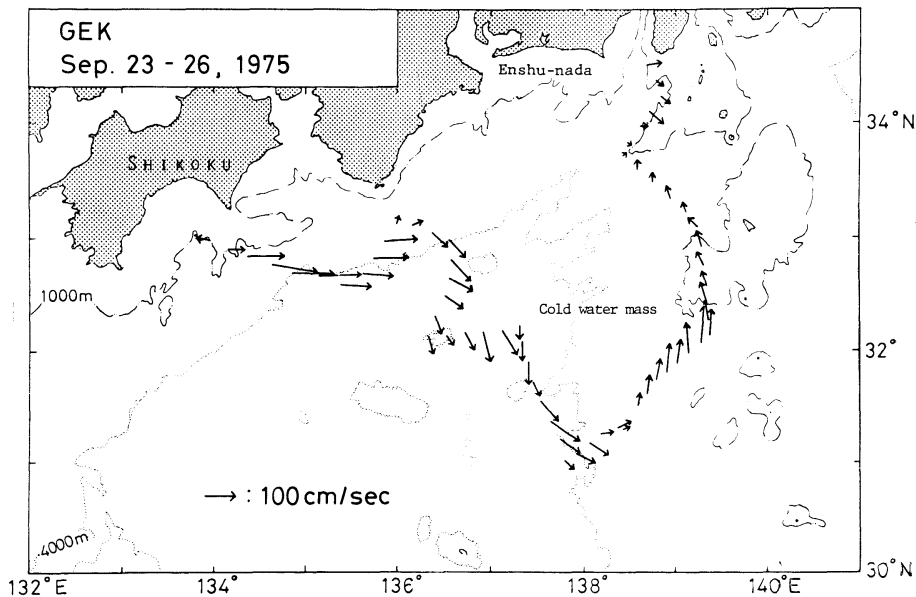 GEK
Sep. 23 - 26, 1975
Enshu-nada
34°N
SHIKOKU
1000m
Cold water mass
32°
→ : 100 cm/sec
4000m
30°N
132°E
134°
136°
138°
140°E